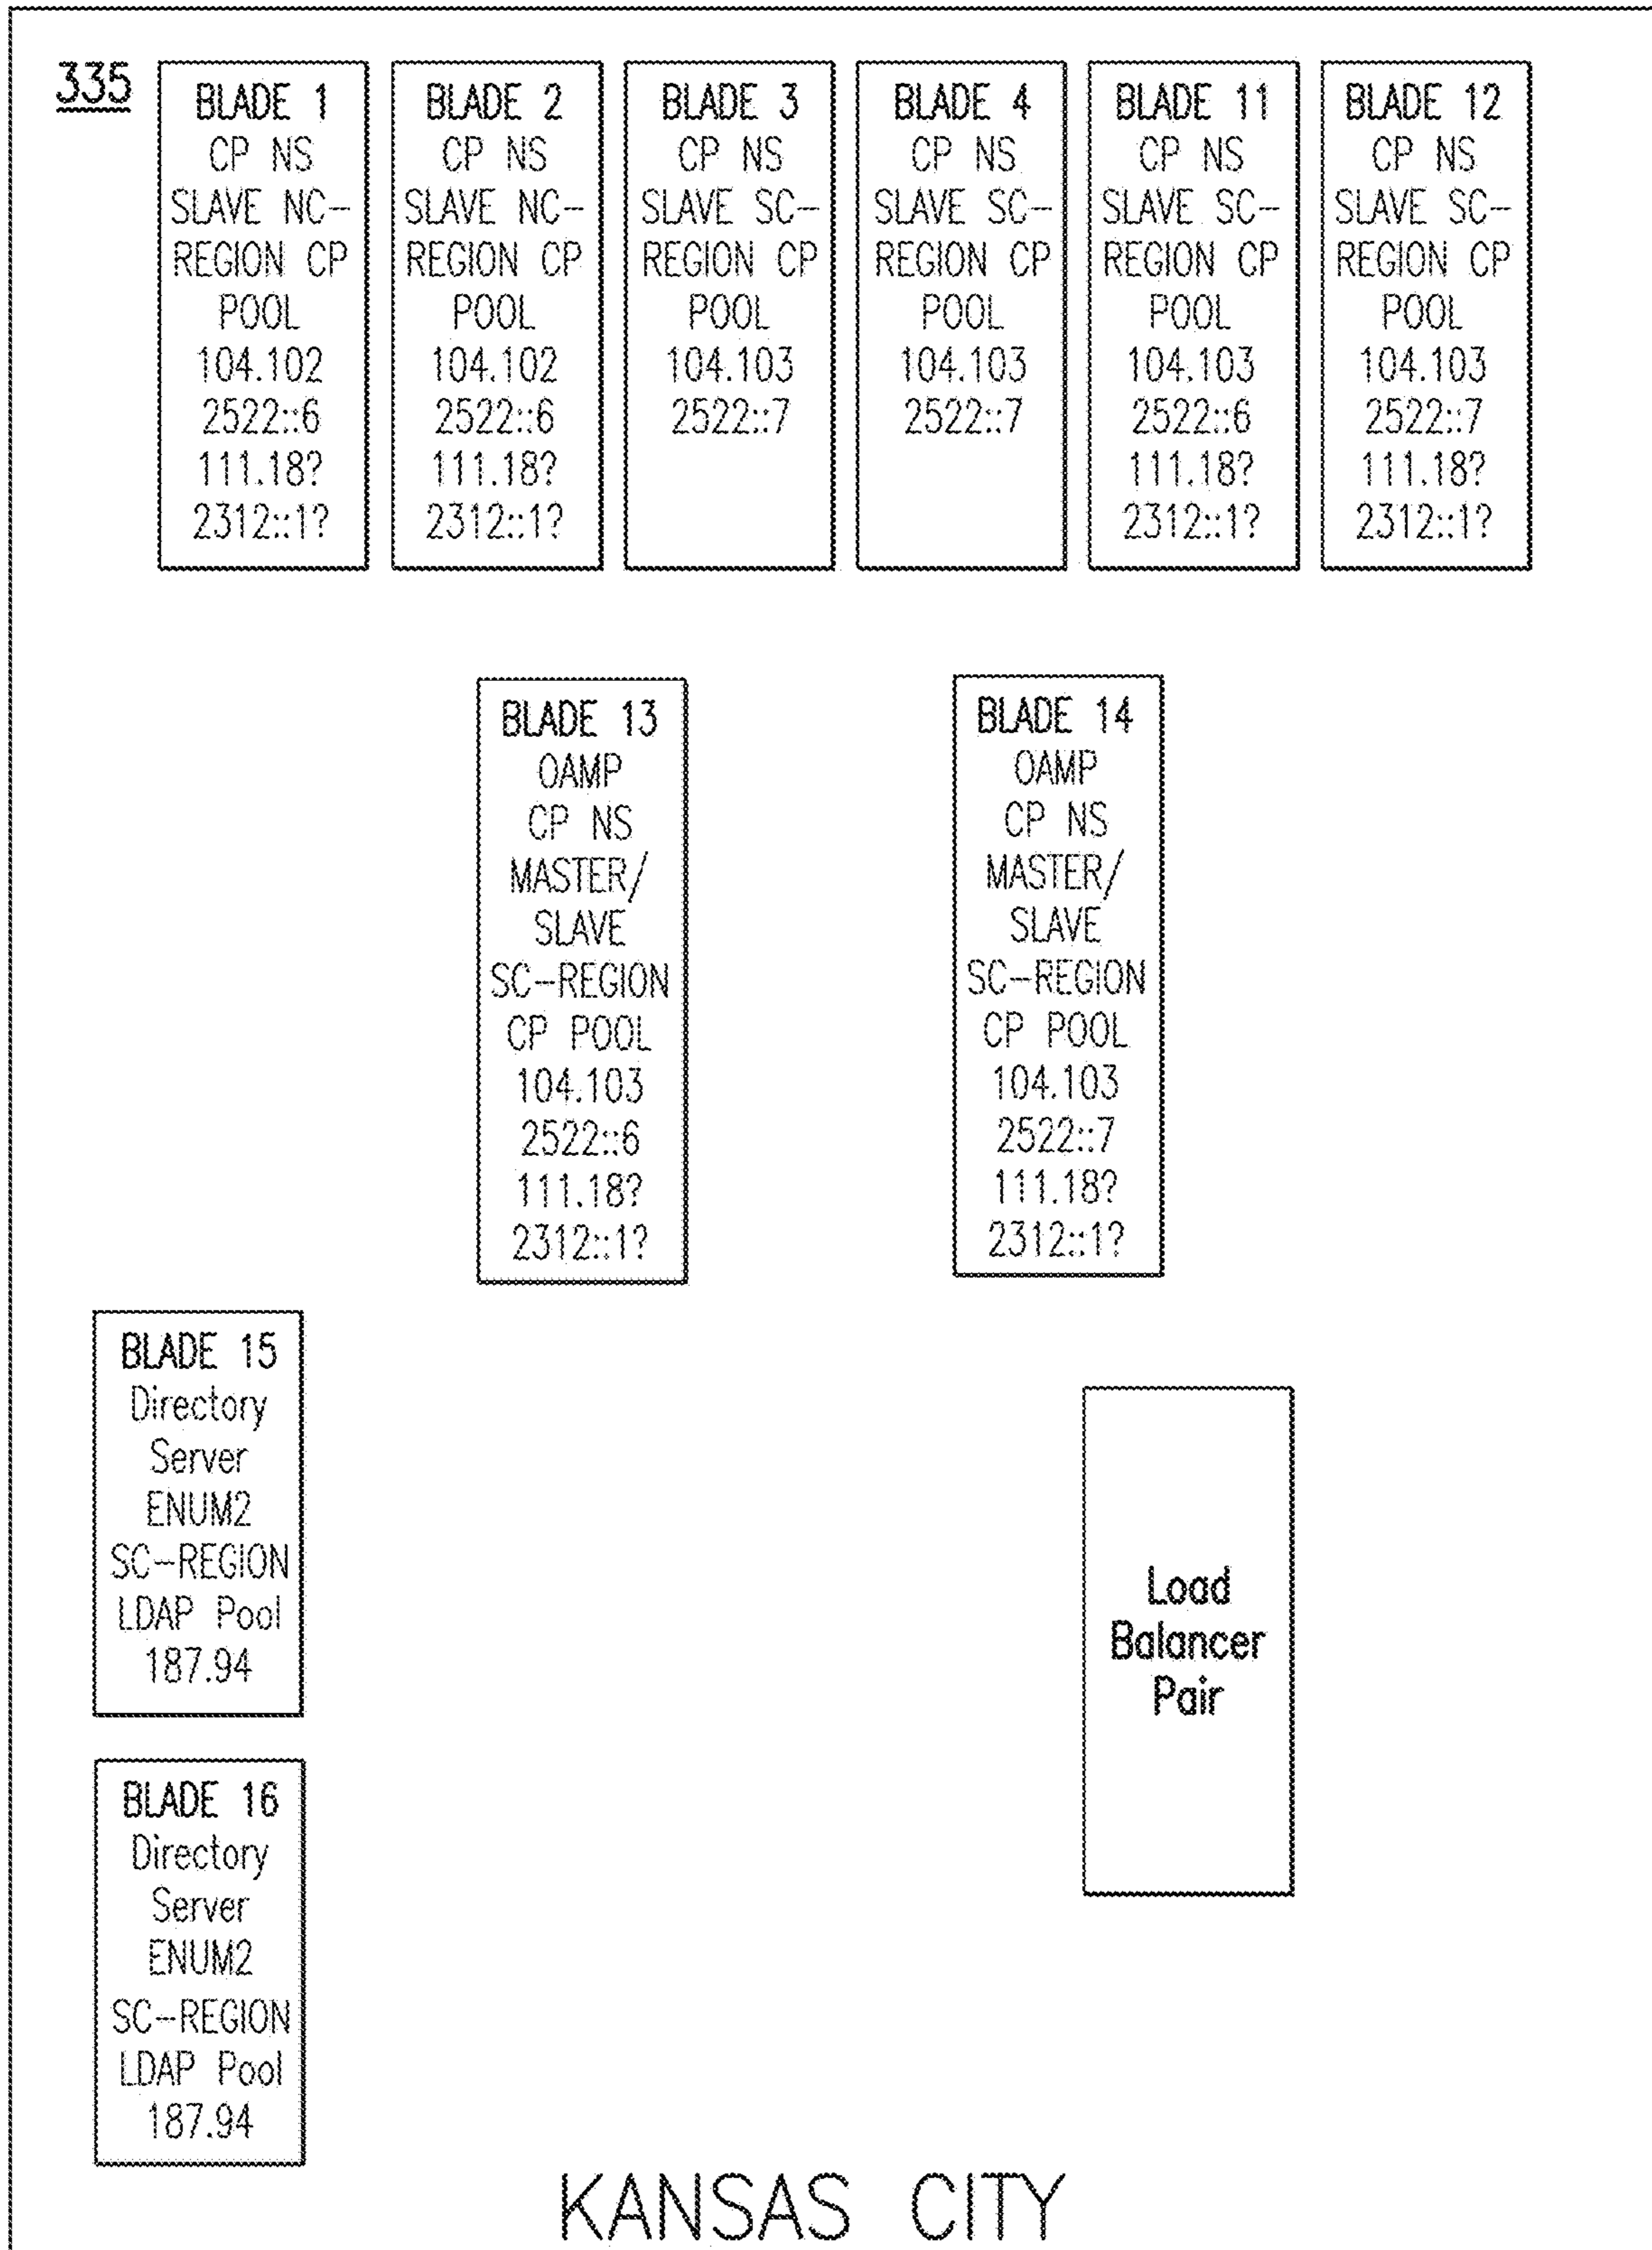 335
BLADE 1
CP NS
SLAVE NC-
REGION CP
POOL
104.102
2522::6
111.18?
2312::1?
BLADE 2
CP NS
SLAVE NC-
REGION CP
POOL
104.102
2522::6
111.18?
2312::1?
BLADE 3
CP NS
SLAVE SC-
REGION CP
POOL
104.103
2522::7
BLADE 4
CP NS
SLAVE SC-
REGION CP
POOL
104.103
2522::7
BLADE 11
CP NS
SLAVE SC-
REGION CP
POOL
104.103
2522::6
111.18?
2312::1?
BLADE 12
CP NS
SLAVE SC-
REGION CP
POOL
104.103
2522::7
111.18?
2312::1?
BLADE 13
OAMP
CP NS
MASTER/
SLAVE
SC-REGION
CP POOL
104.103
2522::6
111.18?
2312::1?
BLADE 14
OAMP
CP NS
MASTER/
SLAVE
SC-REGION
CP POOL
104.103
2522::7
111.18?
2312::1?
BLADE 15
Directory
Server
ENUM2
SC-REGION
LDAP Pool
187.94
Load
Balancer
Pair
BLADE 16
Directory
Server
ENUM2
SC-REGION
LDAP Pool
187.94
KANSAS CITY